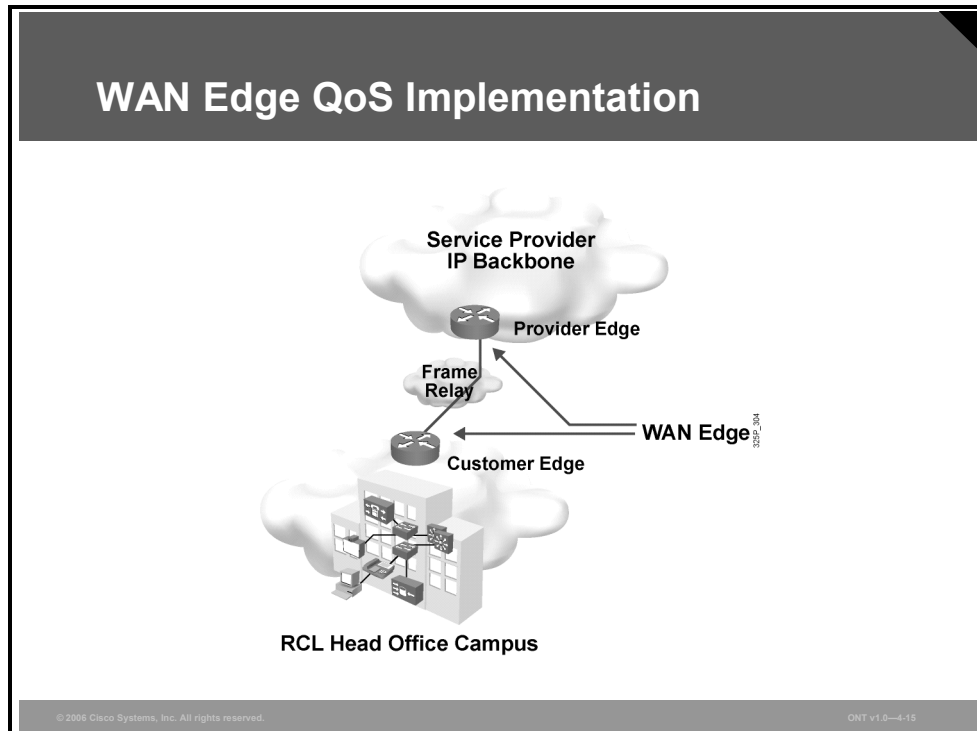 WAN Edge QoS Implementation
Service Provider
IP Backbone
Provider Edge
Frame
Relay
WAN Edge
325P_304
Customer Edge
RCL Head Office Campus
© 2006 Cisco Systems, Inc. All rights reserved.
ONT v1.0—4-15